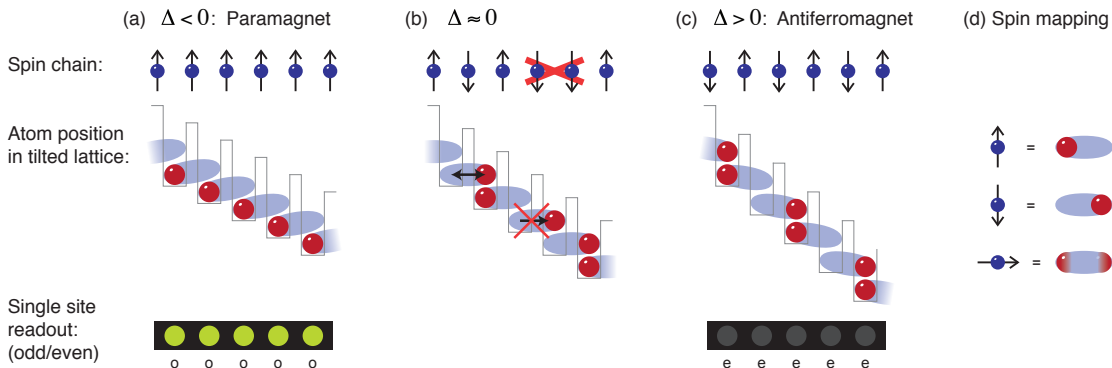 (a) Δ < 0: Paramagnet
(b) Δ ≈ 0
(c) Δ > 0: Antiferromagnet
(d) Spin mapping
Spin chain:
Atom position
in tilted lattice:
=
=
=
Single site
readout:
(odd/even)
o o o o o
e e e e e